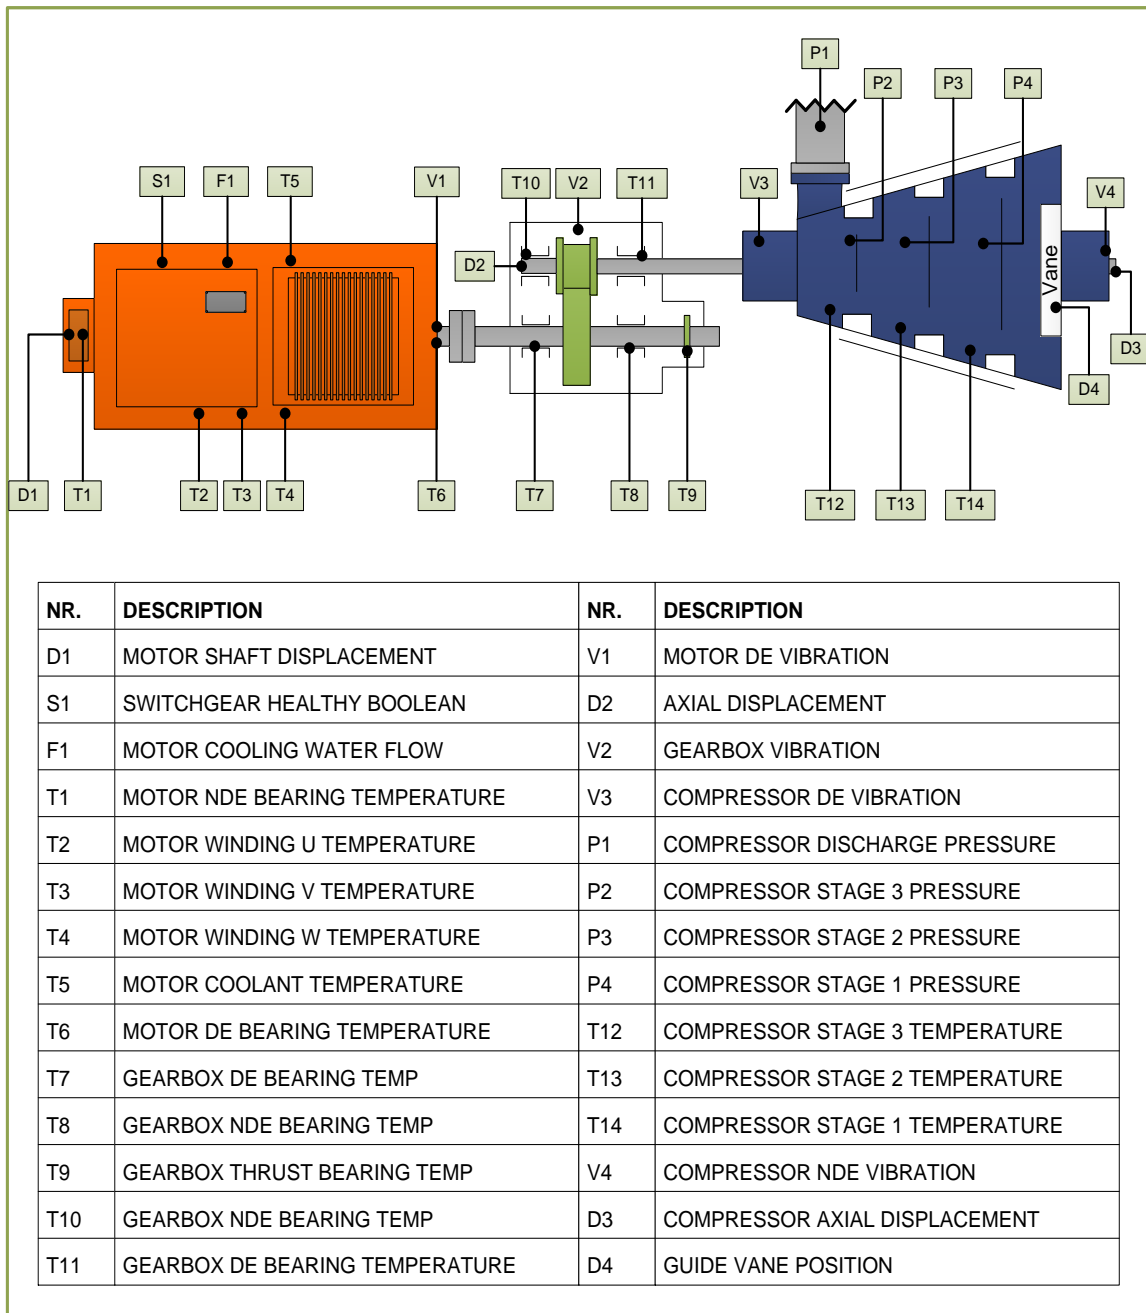 P1
P2 P3 P4
S1 F1 T5 V1 T10 V2 T11 V3 V4
D2
Vane
D3
D4
D1 T1 T2 T3 T4 T6 T7 T8 T9 T12 T13 T14
NR. DESCRIPTION NR. DESCRIPTION
D1 MOTOR SHAFT DISPLACEMENT V1 MOTOR DE VIBRATION
S1 SWITCHGEAR HEALTHY BOOLEAN D2 AXIAL DISPLACEMENT
F1 MOTOR COOLING WATER FLOW V2 GEARBOX VIBRATION
T1 MOTOR NDE BEARING TEMPERATURE V3 COMPRESSOR DE VIBRATION
T2 MOTOR WINDING U TEMPERATURE P1 COMPRESSOR DISCHARGE PRESSURE
T3 MOTOR WINDING V TEMPERATURE P2 COMPRESSOR STAGE 3 PRESSURE
T4 MOTOR WINDING W TEMPERATURE P3 COMPRESSOR STAGE 2 PRESSURE
T5 MOTOR COOLANT TEMPERATURE P4 COMPRESSOR STAGE 1 PRESSURE
T6 MOTOR DE BEARING TEMPERATURE T12 COMPRESSOR STAGE 3 TEMPERATURE
T7 GEARBOX DE BEARING TEMP T13 COMPRESSOR STAGE 2 TEMPERATURE
T8 GEARBOX NDE BEARING TEMP T14 COMPRESSOR STAGE 1 TEMPERATURE
T9 GEARBOX THRUST BEARING TEMP V4 COMPRESSOR NDE VIBRATION
T10 GEARBOX NDE BEARING TEMP D3 COMPRESSOR AXIAL DISPLACEMENT
T11 GEARBOX DE BEARING TEMPERATURE D4 GUIDE VANE POSITION